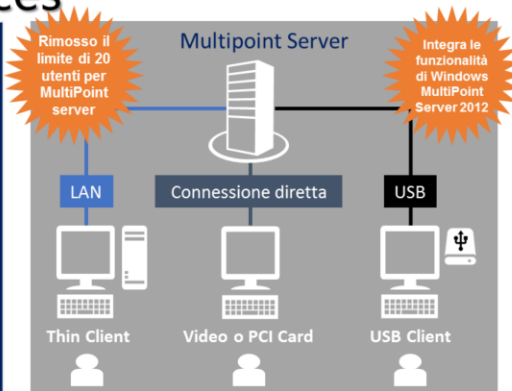 Rimosso il
limite di 20
utenti per
MultiPoint
server
Multipoint Server
Integra le
funzionalità
di Windows
MultiPoint
Server 2012
LAN
Connessione diretta
USB
Thin Client
Video o PCI Card
USB Client